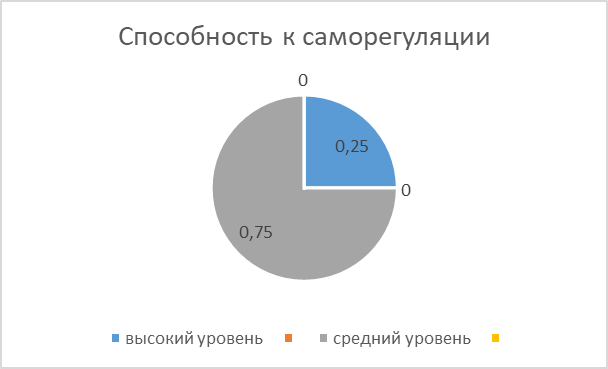 Способность к саморегуляции
0
0,25
0
0,75
высокий уровень
средний уровень